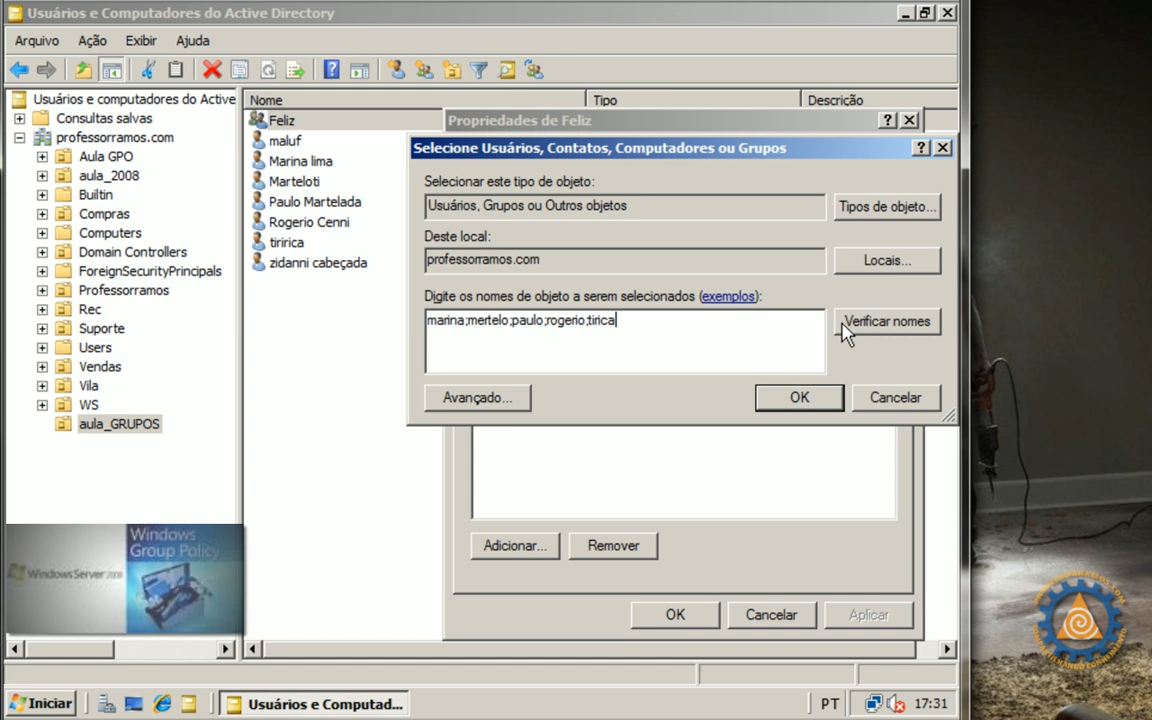 Usuários e Computadores do Active Directory
Arquivo Ação Exibir Ajuda
Usuários e computadores do Active
Consultas salvas
professorramos.com
Aula GPO
aula_2008
Builtin
Compras
Computers
Domain Controllers
ForeignSecurityPrincipals
Professorramos
Rec
Suporte
Users
Vendas
Vila
WS
aula_GRUPOS
Nome Tipo Descrição
Feliz
maluf
Marina lima
Marteloti
Paulo Martelada
Rogerio Cenni
tiririca
zidanni cabeçada
Propriedades de Feliz
Selecione Usuários, Contatos, Computadores ou Grupos
Selecionar este tipo de objeto:
Usuários, Grupos ou Outros objetos Tipos de objeto...
Deste local:
professorramos.com Locais...
Digite os nomes de objeto a serem selecionados (exemplos):
marina;mertelo;paulo;rogerio;tirica Verificar nomes
Avançado... OK Cancelar
Adicionar... Remover
OK Cancelar Aplicar
Windows
Group Policy
Windows Server 2008
Iniciar Usuários e Computad... PT 17:31